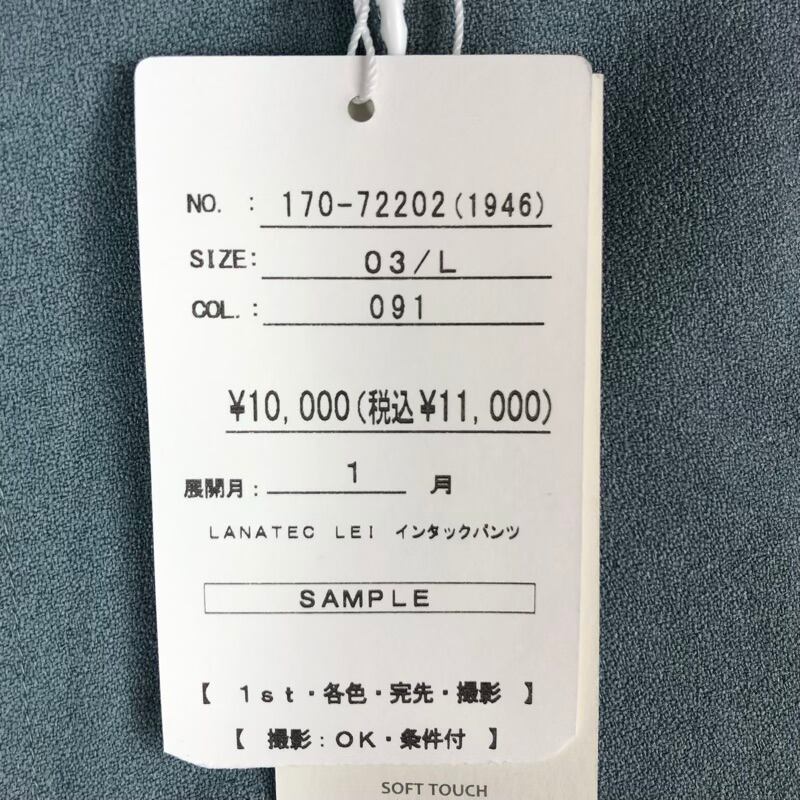 NO. : 170-72202(1946)
SIZE: 03/L
COL.: 091
¥10,000(税込¥11,000)
展開月: 1 月
LANATEC LEI インタックパンツ
SAMPLE
【 1st・各色・完先・撮影 】
【 撮影:OK・条件付 】
SOFT TOUCH